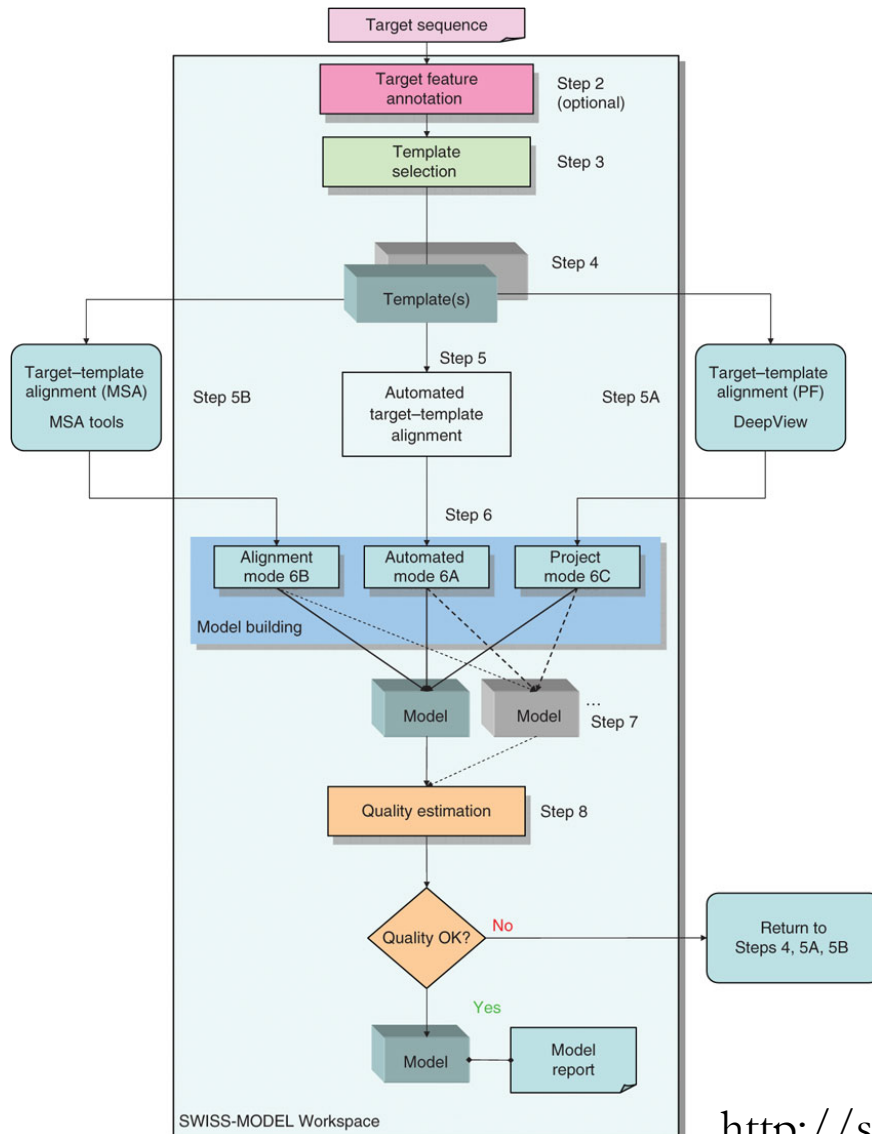 Target sequence
Target feature
annotation
Step 2
(optional)
Template
selection
Step 3
Step 4
Template(s)
Target–template
alignment (MSA)
MSA tools
Step 5B
Step 5
Automated
target–template
alignment
Step 5A
Target–template
alignment (PF)
DeepView
Step 6
Alignment
mode 6B
Automated
mode 6A
Project
mode 6C
Model building
Model
Model
...
Step 7
Quality estimation
Step 8
Quality OK?
No
Return to
Steps 4, 5A, 5B
Yes
Model
Model
report
SWISS-MODEL Workspace
http://s